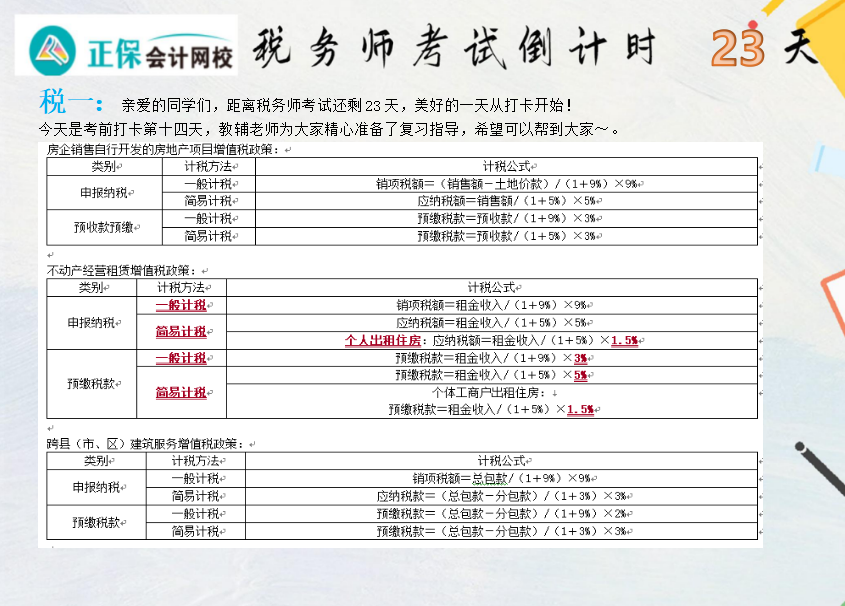 正保会计网校
税务师考试倒计时 23 天
税一： 亲爱的同学们，距离税务师考试还剩23天，美好的一天从打卡开始！
今天是考前打卡第十四天，教辅老师为大家精心准备了复习指导，希望可以帮到大家～。
房企销售自行开发的房地产项目增值税政策：
类别 计税方法 计税公式
申报纳税 一般计税 销项税额＝（销售额－土地价款）/（1＋9%）×9%
简易计税 应纳税额＝销售额/（1＋5%）×5%
预收款预缴 一般计税 预缴税款＝预收款/（1＋9%）×3%
简易计税 预缴税款＝预收款/（1＋5%）×3%
不动产经营租赁增值税政策：
类别 计税方法 计税公式
申报纳税 一般计税 销项税额＝租金收入/（1＋9%）×9%
简易计税 应纳税额＝租金收入/（1＋5%）×5%
个人出租住房：应纳税额＝租金收入/（1＋5%）×1.5%
预缴税款 一般计税 预缴税款＝租金收入/（1＋9%）×3%
简易计税 预缴税款＝租金收入/（1＋5%）×5%
个体工商户出租住房：
预缴税款＝租金收入/（1＋5%）×1.5%
跨县（市、区）建筑服务增值税政策：
类别 计税方法 计税公式
申报纳税 一般计税 销项税额＝总包款/（1＋9%）×9%
简易计税 应纳税款＝（总包款－分包款）/（1＋3%）×3%
预缴税款 一般计税 预缴税款＝（总包款－分包款）/（1＋9%）×2%
简易计税 预缴税款＝（总包款－分包款）/（1＋3%）×3%